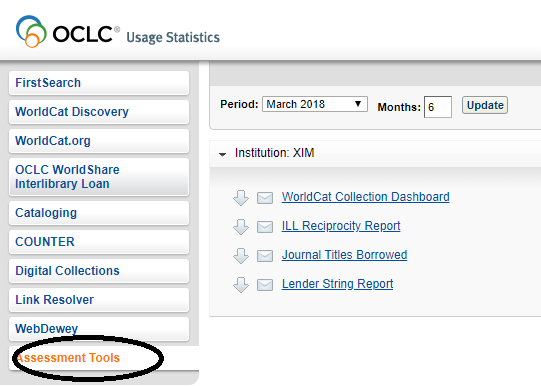 OCLC® Usage Statistics
FirstSearch
WorldCat Discovery
WorldCat.org
OCLC WorldShare
Interlibrary Loan
Cataloging
COUNTER
Digital Collections
Link Resolver
WebDewey
Assessment Tools
Period: March 2018 Months: 6 Update
Institution: XIM
WorldCat Collection Dashboard
ILL Reciprocity Report
Journal Titles Borrowed
Lender String Report